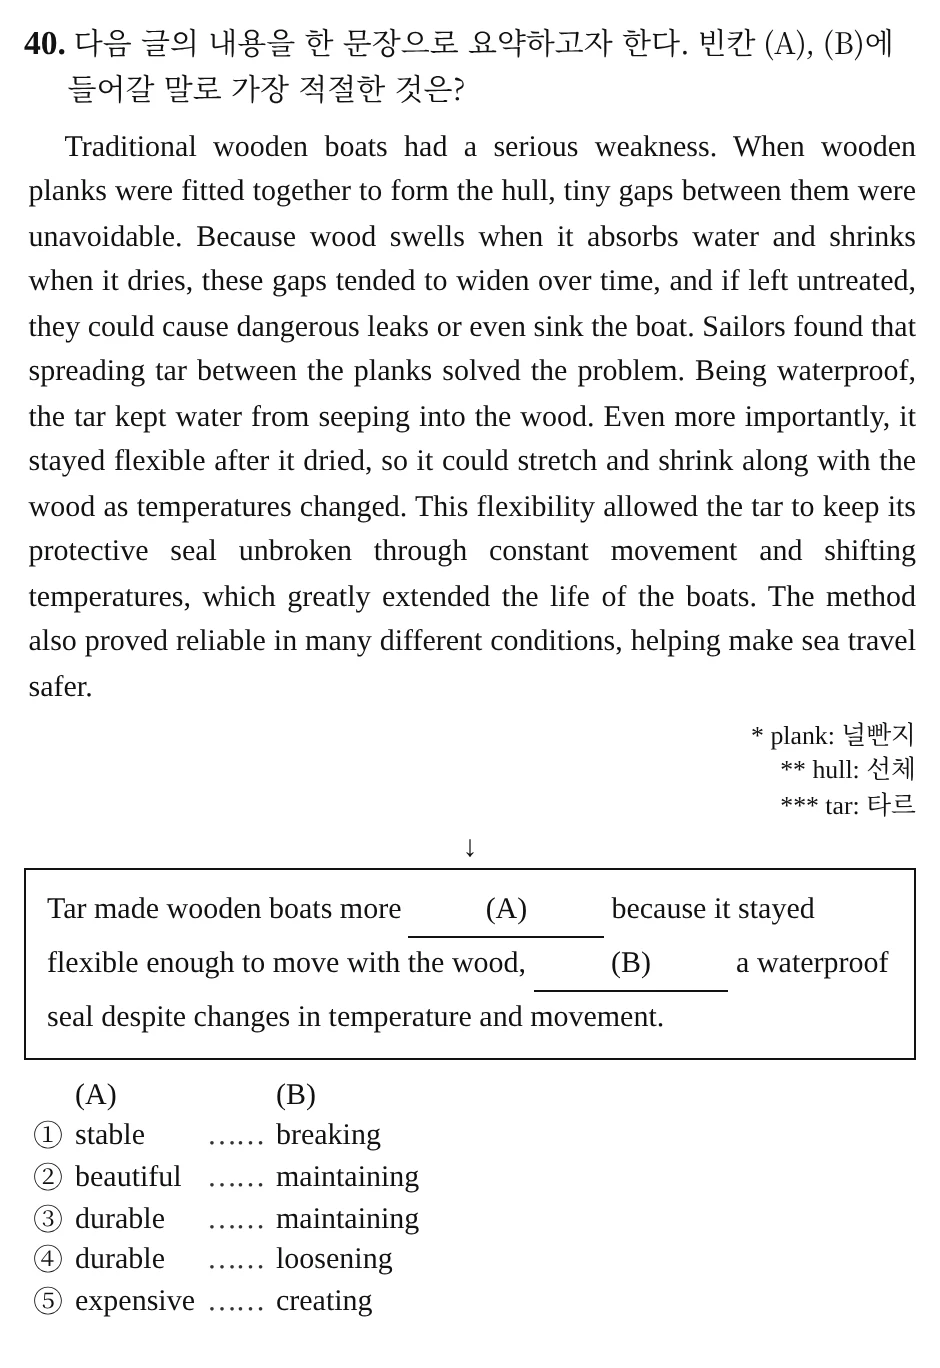 40. 다음 글의 내용을 한 문장으로 요약하고자 한다. 빈칸 (A), (B)에
들어갈 말로 가장 적절한 것은?
Traditional wooden boats had a serious weakness. When wooden
planks were fitted together to form the hull, tiny gaps between them were
unavoidable. Because wood swells when it absorbs water and shrinks
when it dries, these gaps tended to widen over time, and if left untreated,
they could cause dangerous leaks or even sink the boat. Sailors found that
spreading tar between the planks solved the problem. Being waterproof,
the tar kept water from seeping into the wood. Even more importantly, it
stayed flexible after it dried, so it could stretch and shrink along with the
wood as temperatures changed. This flexibility allowed the tar to keep its
protective seal unbroken through constant movement and shifting
temperatures, which greatly extended the life of the boats. The method
also proved reliable in many different conditions, helping make sea travel
safer.
* plank: 널빤지
** hull: 선체
*** tar: 타르
↓
Tar made wooden boats more (A) because it stayed
flexible enough to move with the wood, (B) a waterproof
seal despite changes in temperature and movement.
(A) (B)
① stable …… breaking
② beautiful …… maintaining
③ durable …… maintaining
④ durable …… loosening
⑤ expensive …… creating